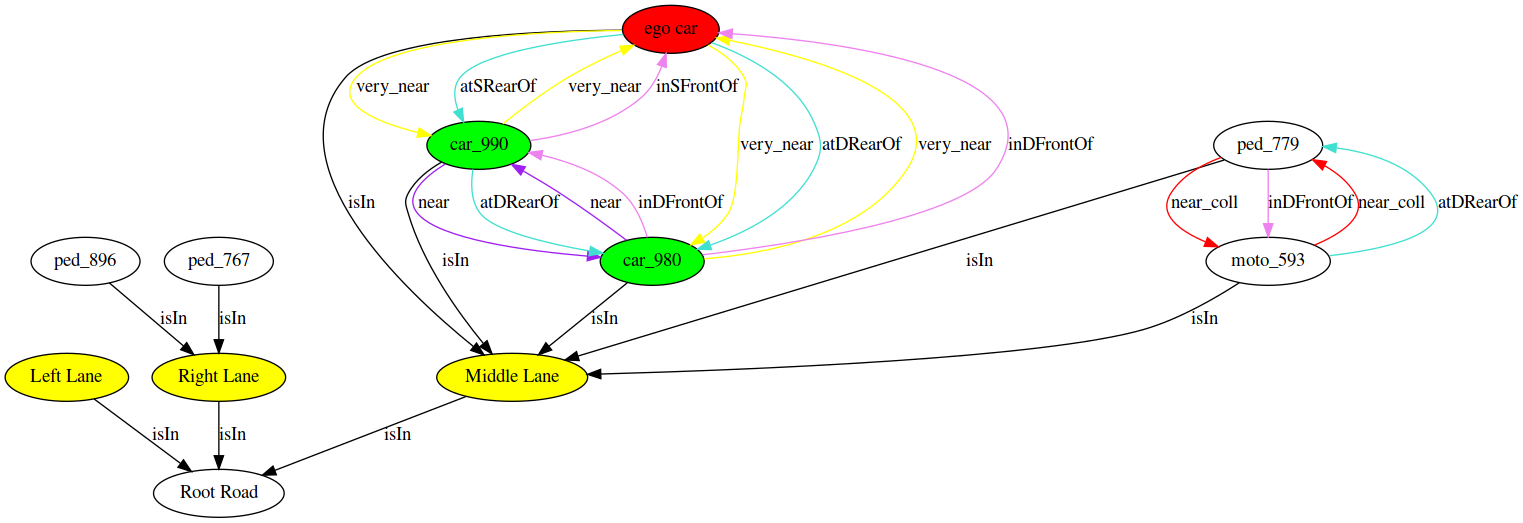 ego car
very_near
atSRearOf
very_near
inSFrontOf
car_990
very_near
atDRearOf
very_near
inDFrontOf
ped_779
isIn
near
atDRearOf
near
inDFrontOf
near_coll
inDFrontOf
near_coll
atDRearOf
ped_896
ped_767
isIn
car_980
isIn
moto_593
isIn
isIn
isIn
isIn
Left Lane
Right Lane
Middle Lane
isIn
isIn
isIn
Root Road